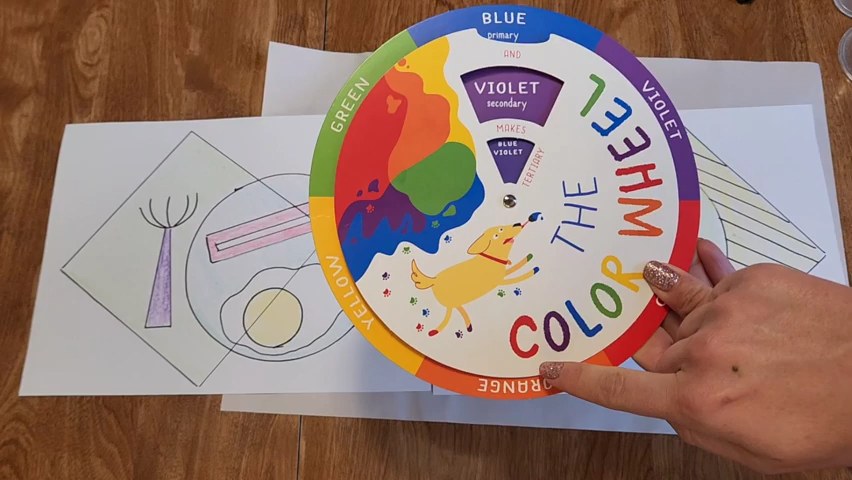 BLUE
primary
AND
VIOLET
secondary
MAKES
BLUE
VIOLET
TERTIARY
THE
COLOR WHEEL
GREEN
VIOLET
YELLOW
ORANGE